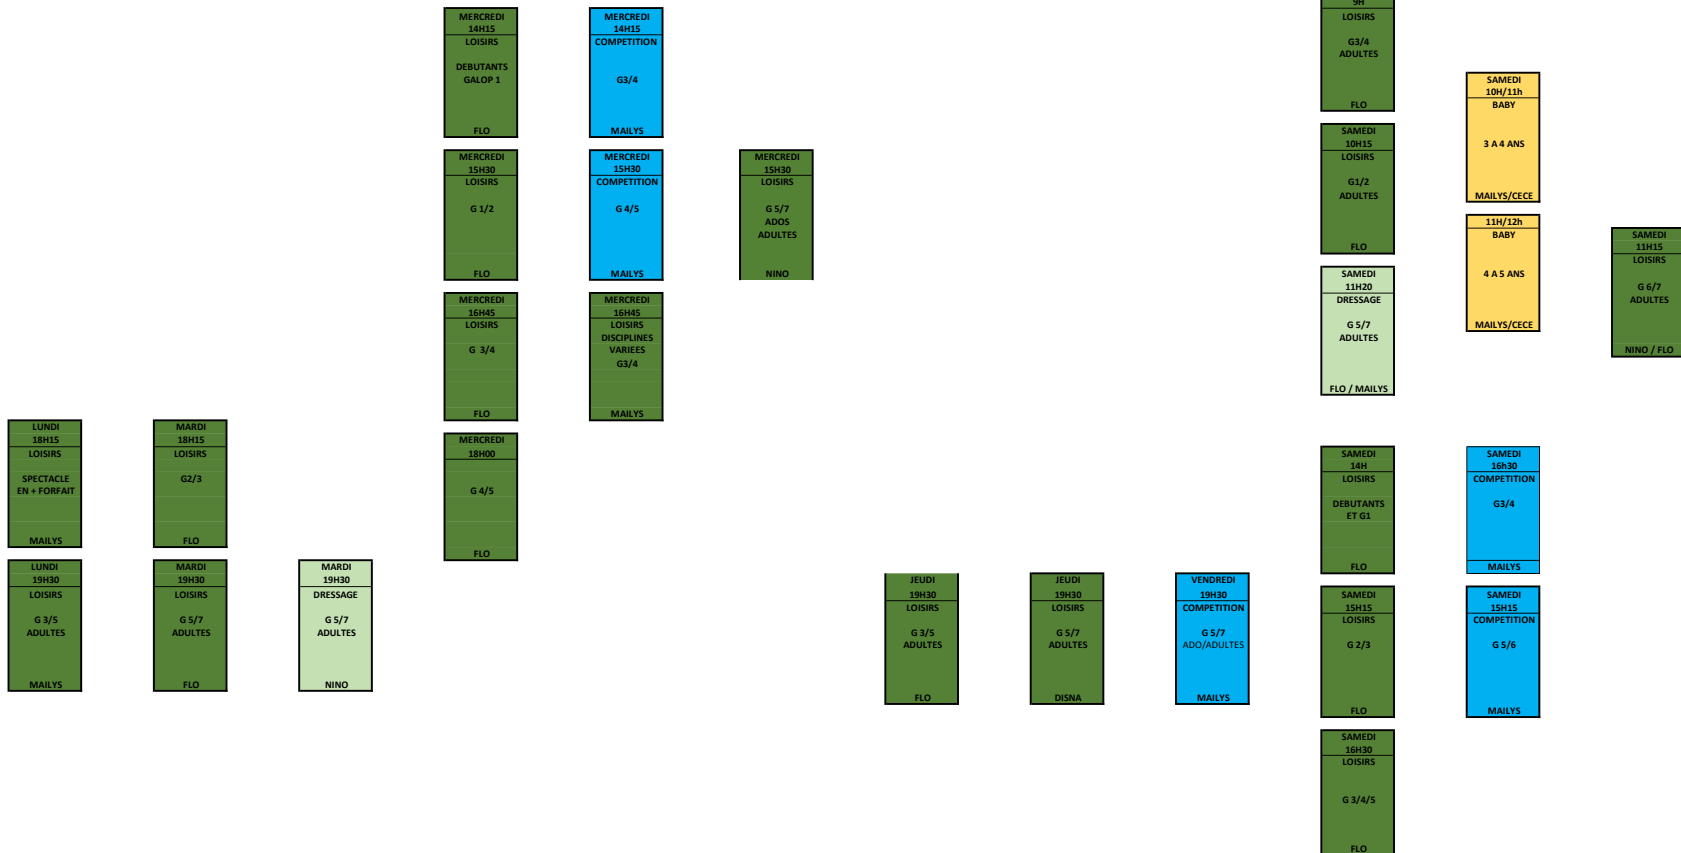 MERCREDI
14H15
LOISIRS
DEBUTANTS
GALOP 1
FLO
MERCREDI
14H15
COMPETITION
G3/4
MAILYS
9H
LOISIRS
G3/4
ADULTES
FLO
SAMEDI
10H/11h
BABY
3 A 4 ANS
MAILYS/CECE
SAMEDI
10H15
LOISIRS
G1/2
ADULTES
FLO
MERCREDI
15H30
LOISIRS
G 1/2
FLO
MERCREDI
15H30
COMPETITION
G 4/5
MAILYS
MERCREDI
15H30
LOISIRS
G 5/7
ADOS
ADULTES
NINO
11H/12h
BABY
4 A 5 ANS
MAILYS/CECE
SAMEDI
11H15
LOISIRS
G 6/7
ADULTES
NINO / FLO
SAMEDI
11H20
DRESSAGE
G 5/7
ADULTES
FLO / MAILYS
MERCREDI
16H45
LOISIRS
G 3/4
FLO
MERCREDI
16H45
LOISIRS
DISCIPLINES
VARIEES
G3/4
MAILYS
LUNDI
18H15
LOISIRS
SPECTACLE
EN + FORFAIT
MAILYS
MARDI
18H15
LOISIRS
G2/3
FLO
MERCREDI
18H00
G 4/5
FLO
SAMEDI
14H
LOISIRS
DEBUTANTS
ET G1
FLO
SAMEDI
16h30
COMPETITION
G3/4
MAILYS
LUNDI
19H30
LOISIRS
G 3/5
ADULTES
MAILYS
MARDI
19H30
LOISIRS
G 5/7
ADULTES
FLO
MARDI
19H30
DRESSAGE
G 5/7
ADULTES
NINO
JEUDI
19H30
LOISIRS
G 3/5
ADULTES
FLO
JEUDI
19H30
LOISIRS
G 5/7
ADULTES
DISNA
VENDREDI
19H30
COMPETITION
G 5/7
ADO/ADULTES
MAILYS
SAMEDI
15H15
LOISIRS
G 2/3
FLO
SAMEDI
15H15
COMPETITION
G 5/6
MAILYS
SAMEDI
16H30
LOISIRS
G 3/4/5
FLO